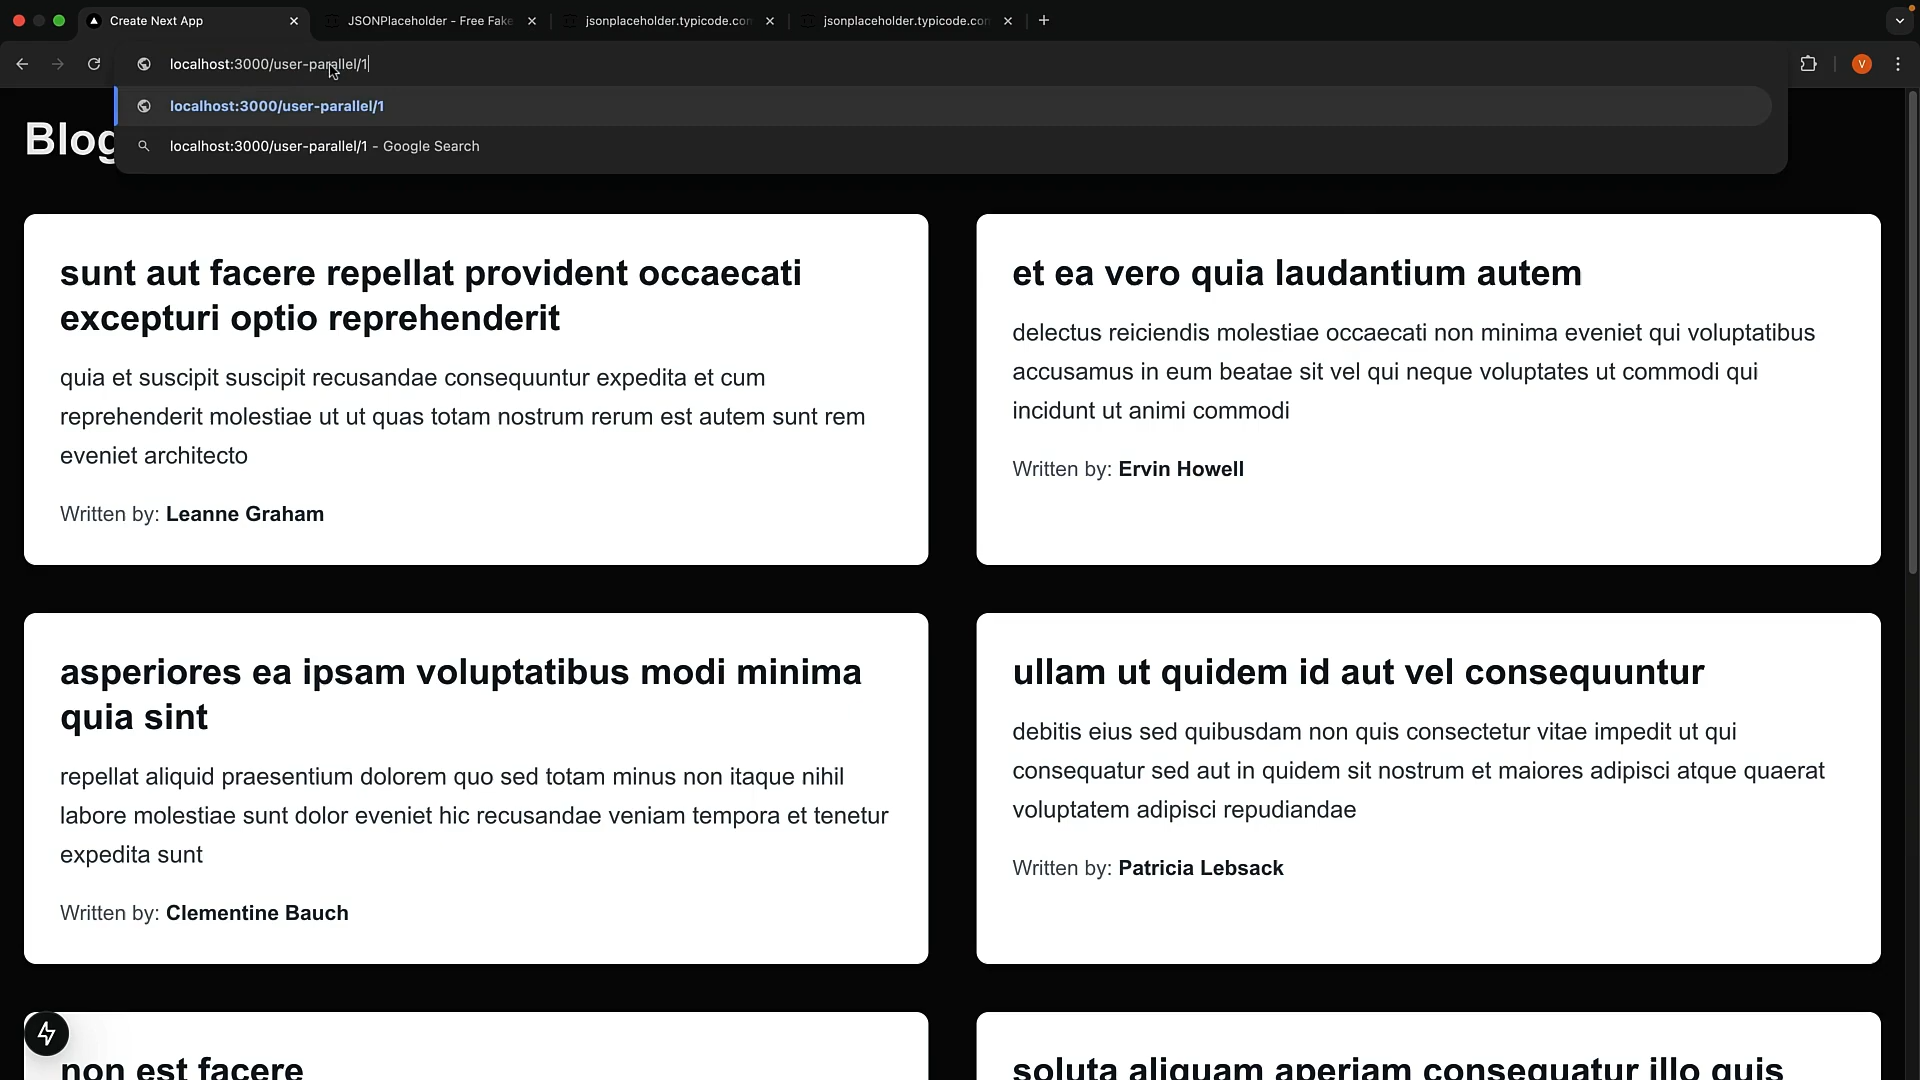 Create Next App
JSONPlaceholder - Free Fake
jsonplaceholder.typicode.com
jsonplaceholder.typicode.com
localhost:3000/user-parallel/1
V
localhost:3000/user-parallel/1
localhost:3000/user-parallel/1 - Google Search
Blog
sunt aut facere repellat provident occaecati
excepturi optio reprehenderit
quia et suscipit suscipit recusandae consequuntur expedita et cum
reprehenderit molestiae ut ut quas totam nostrum rerum est autem sunt rem
eveniet architecto
Written by: Leanne Graham
et ea vero quia laudantium autem
delectus reiciendis molestiae occaecati non minima eveniet qui voluptatibus
accusamus in eum beatae sit vel qui neque voluptates ut commodi qui
incidunt ut animi commodi
Written by: Ervin Howell
asperiores ea ipsam voluptatibus modi minima
quia sint
repellat aliquid praesentium dolorem quo sed totam minus non itaque nihil
labore molestiae sunt dolor eveniet hic recusandae veniam tempora et tenetur
expedita sunt
Written by: Clementine Bauch
ullam ut quidem id aut vel consequuntur
debitis eius sed quibusdam non quis consectetur vitae impedit ut qui
consequatur sed aut in quidem sit nostrum et maiores adipisci atque quaerat
voluptatem adipisci repudiandae
Written by: Patricia Lebsack
non est facere
soluta aliquam aperiam consequatur illo quis